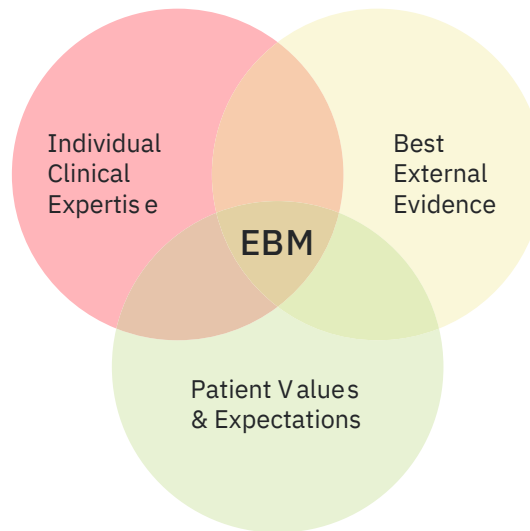 Individual
Clinical
Expertise
Best
External
Evidence
EBM
Patient Values
& Expectations